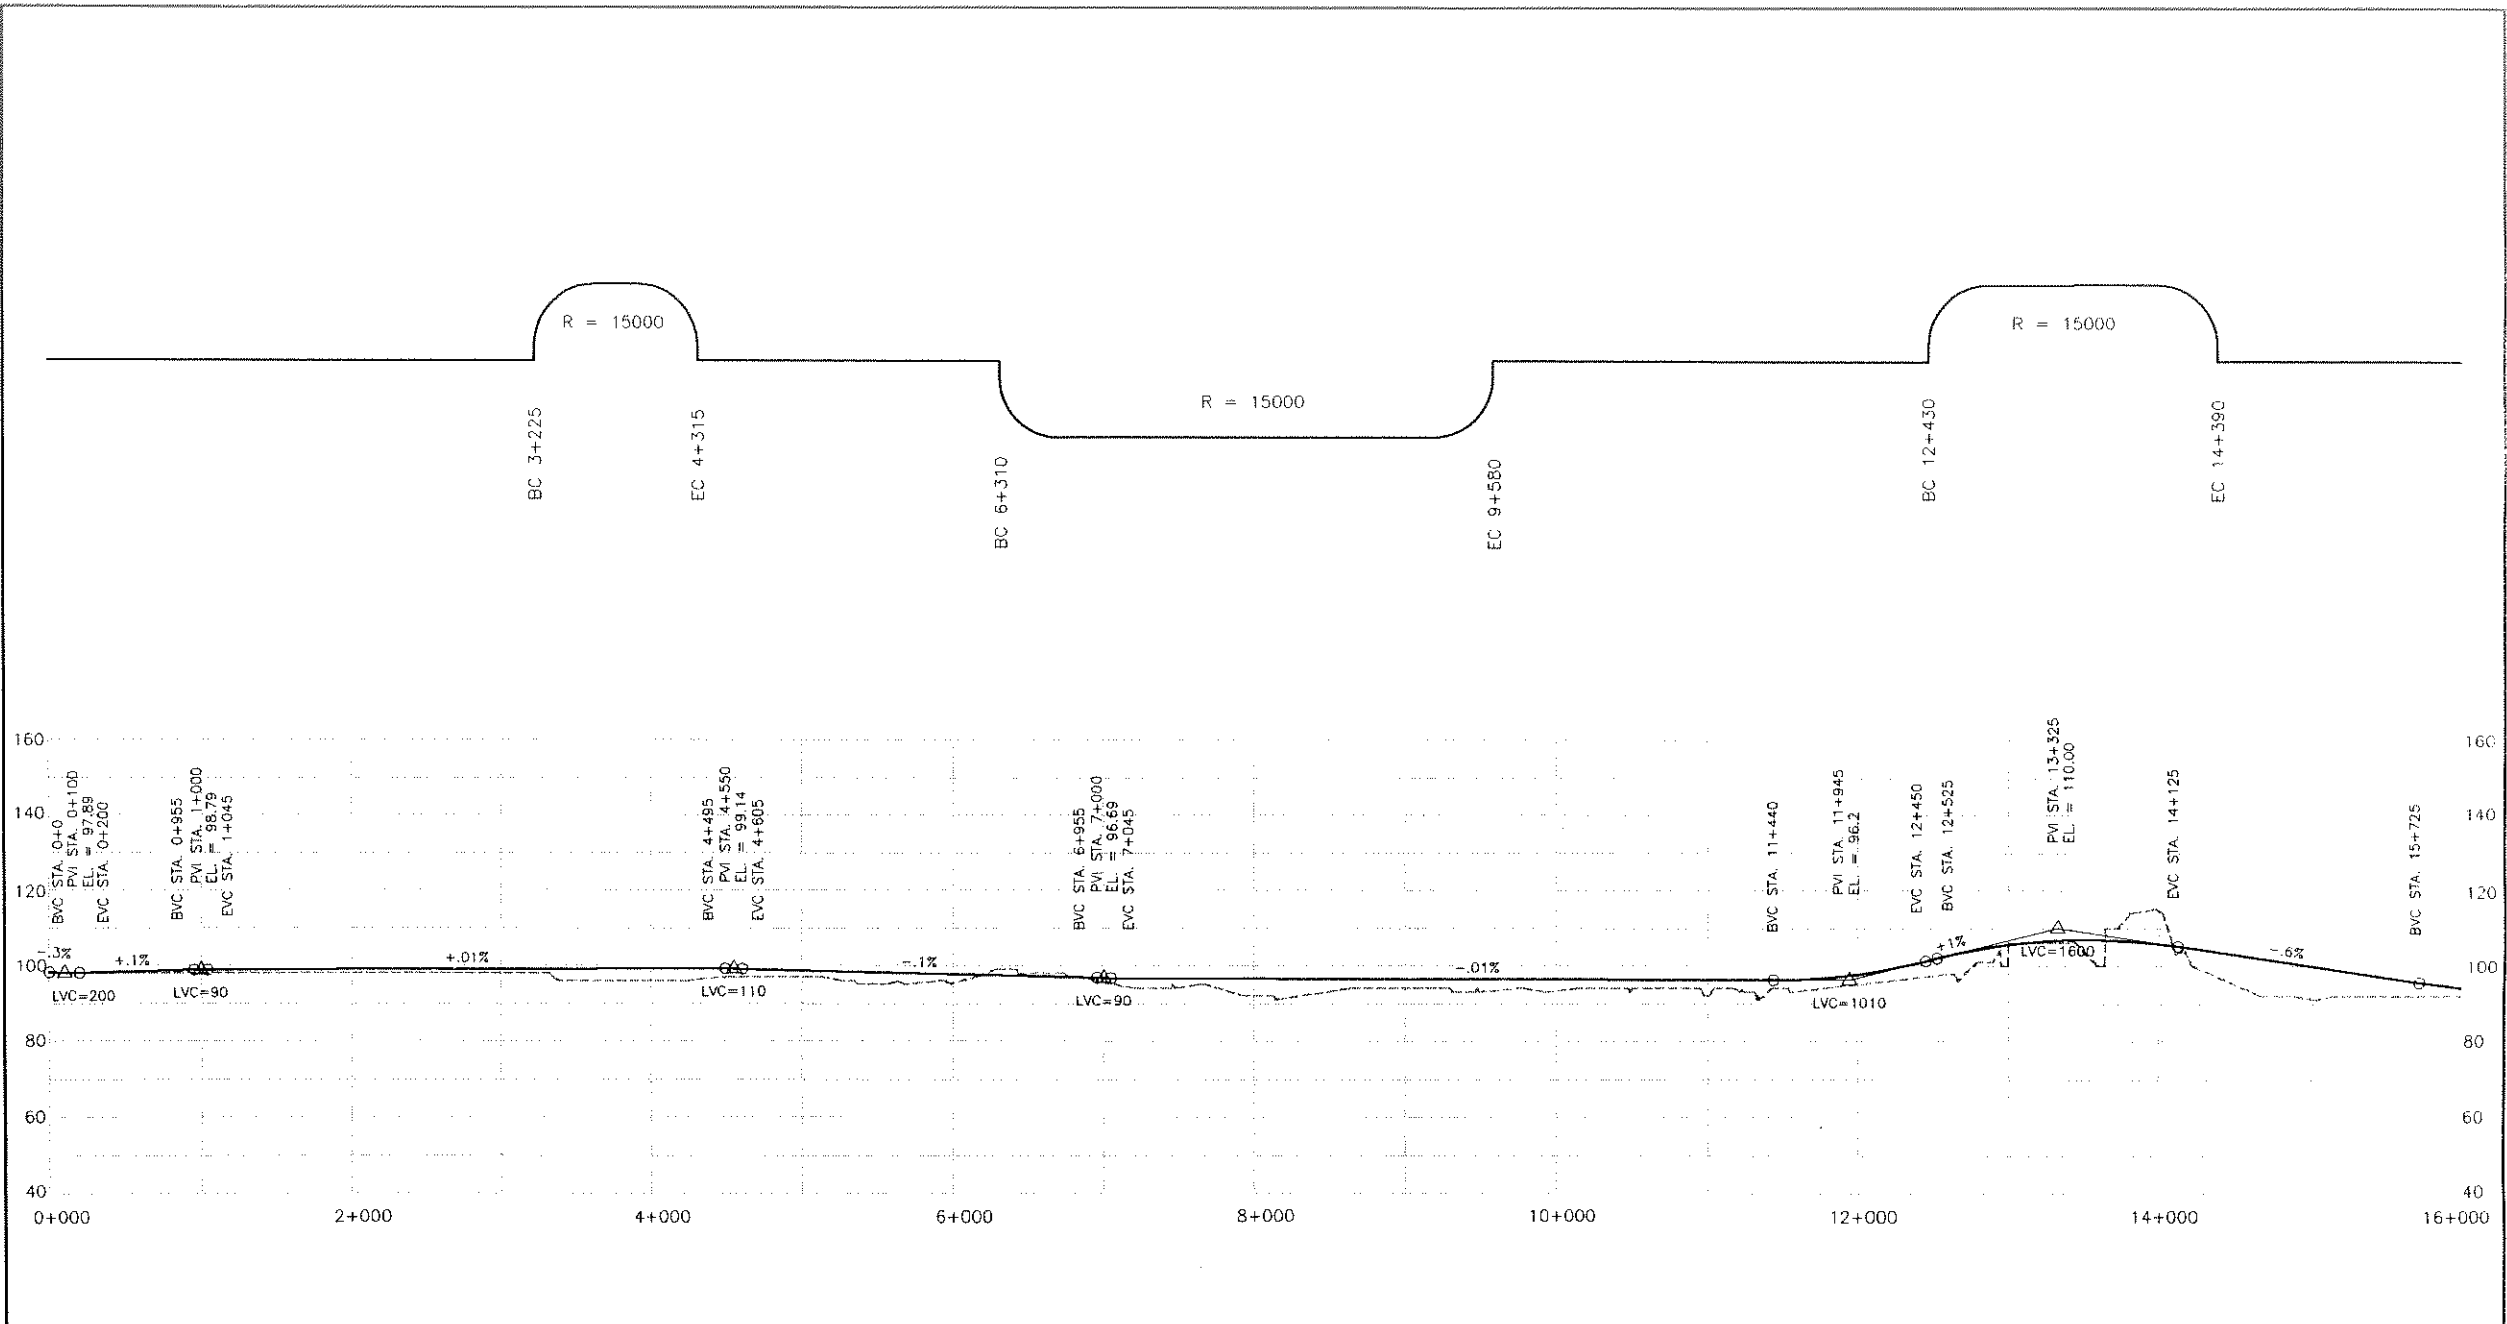 R = 15000
R = 15000
R = 15000
BC 3+225
EC 4+315
BC 6+310
EC 9+580
BC 12+430
EC 14+390
160
140
120
100
80
60
40
160
140
120
100
80
60
40
BVC STA. 0+0
PVI STA. 0+100
EL. = 97.89
EVC STA. 0+200
BVC STA. 0+955
PVI STA. 1+000
EL. = 98.79
EVC STA. 1+045
BVC STA. 4+495
PVI STA. 4+550
EL. = 99.14
EVC STA. 4+605
BVC STA. 6+955
PVI STA. 7+000
EL. = 96.69
EVC STA. 7+045
BVC STA. 11+440
PVI STA. 11+945
EL. = 96.2
EVC STA. 12+450
BVC STA. 12+525
PVI STA. 13+325
EL. = 110.00
EVC STA. 14+125
BVC STA. 15+725
-.3%
+.1%
+.01%
-.1%
-.01%
+1%
-.6%
LVC=200
LVC=90
LVC=110
LVC=90
LVC=1010
LVC=1600
0+000
2+000
4+000
6+000
8+000
10+000
12+000
14+000
16+000